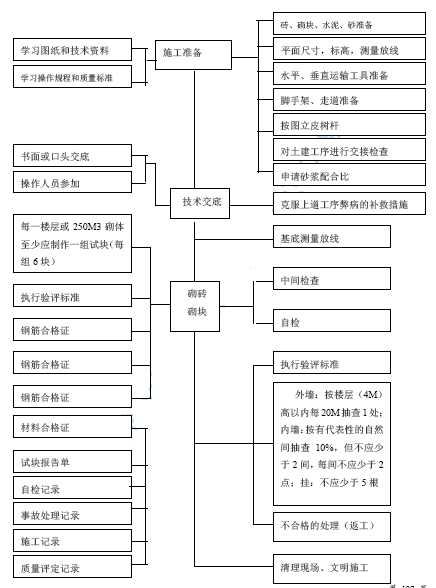 学习图纸和技术资料
学习操作规程和质量标准
施工准备
砖、砌块、水泥、砂准备
平面尺寸，标高，测量放线
水平、垂直运输工具准备
脚手架、走道准备
按图立皮树杆
对土建工序进行交接检查
申请砂浆配合比
书面或口头交底
操作人员参加
技术交底
克服上道工序弊病的补救措施
每一楼层或 250M3 砌体
至少应制作一组试块（每
组 6 块）
执行验评标准
钢筋合格证
钢筋合格证
钢筋合格证
砌砖
砌块
基底测量放线
中间检查
自检
执行验评标准
外墙：按楼层（4M）
高以内每 20M 抽查 1 处；
内墙：按有代表性的自然
间抽查 10%，但不应少
于 2 间，每间不应少于 2
点；挂：不应少于 5 根
不合格的处理（返工）
清理现场、文明施工
材料合格证
试块报告单
自检记录
事故处理记录
施工记录
质量评定记录